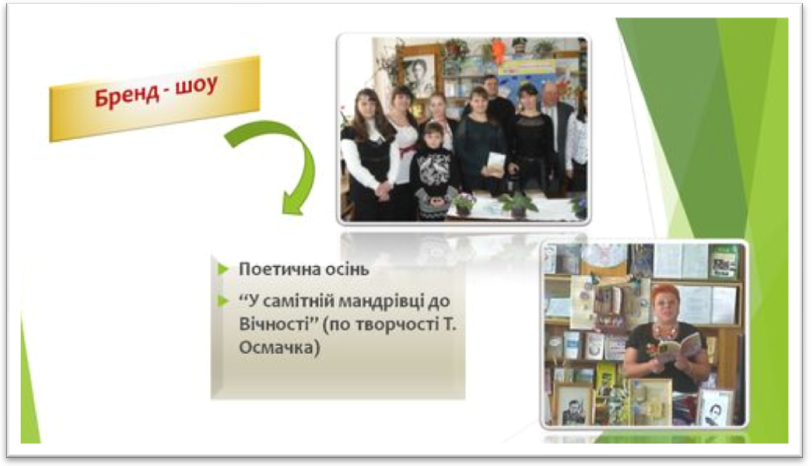 Бренд - шоу
Поетична осінь
“У самітній мандрівці до
Вічності” (по творчості Т.
Осмачка)